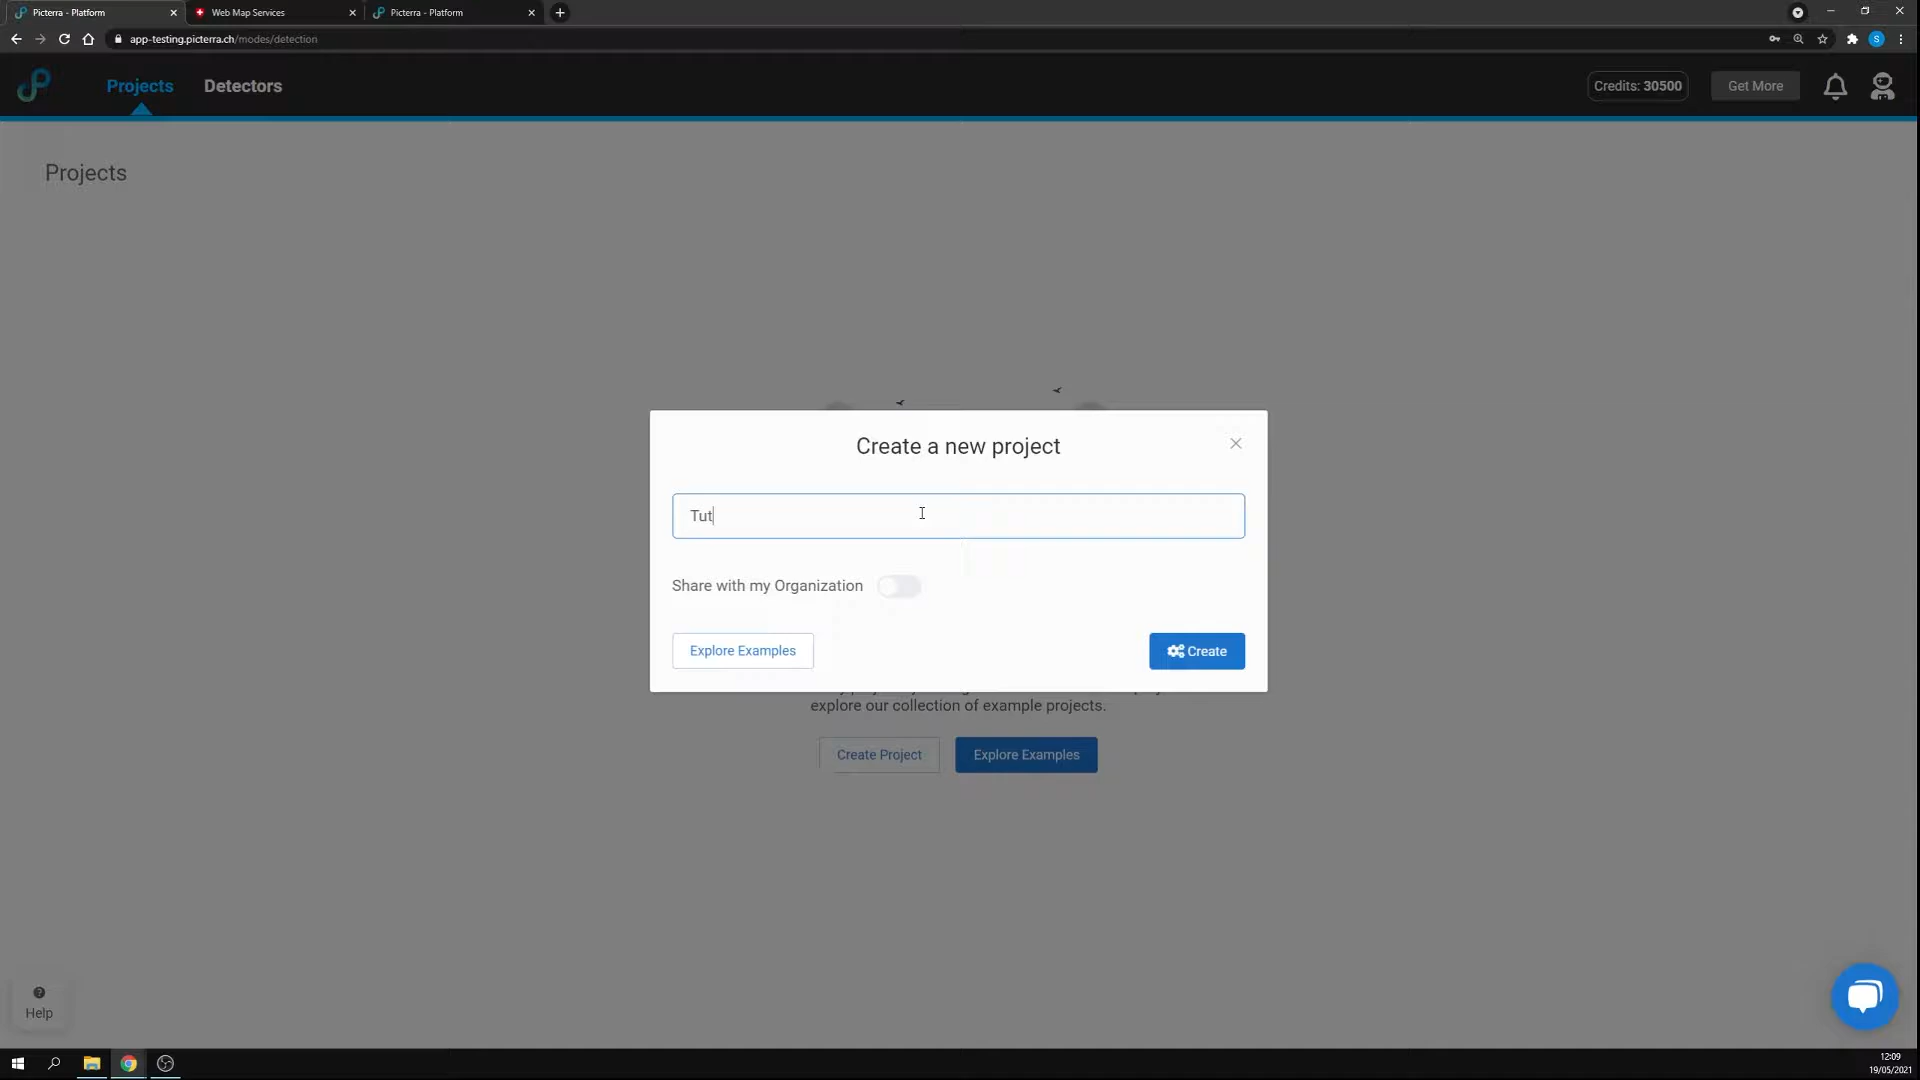 Picterra - Platform
Web Map Services
Picterra - Platform
app-testing.picterra.ch/modes/detection
S
Projects
Detectors
Credits: 30500
Get More
Projects
Create a new project
Tut
Share with my Organization
Explore Examples
Create
explore our collection of example projects.
Create Project
Explore Examples
Help
12:09
19/05/2021